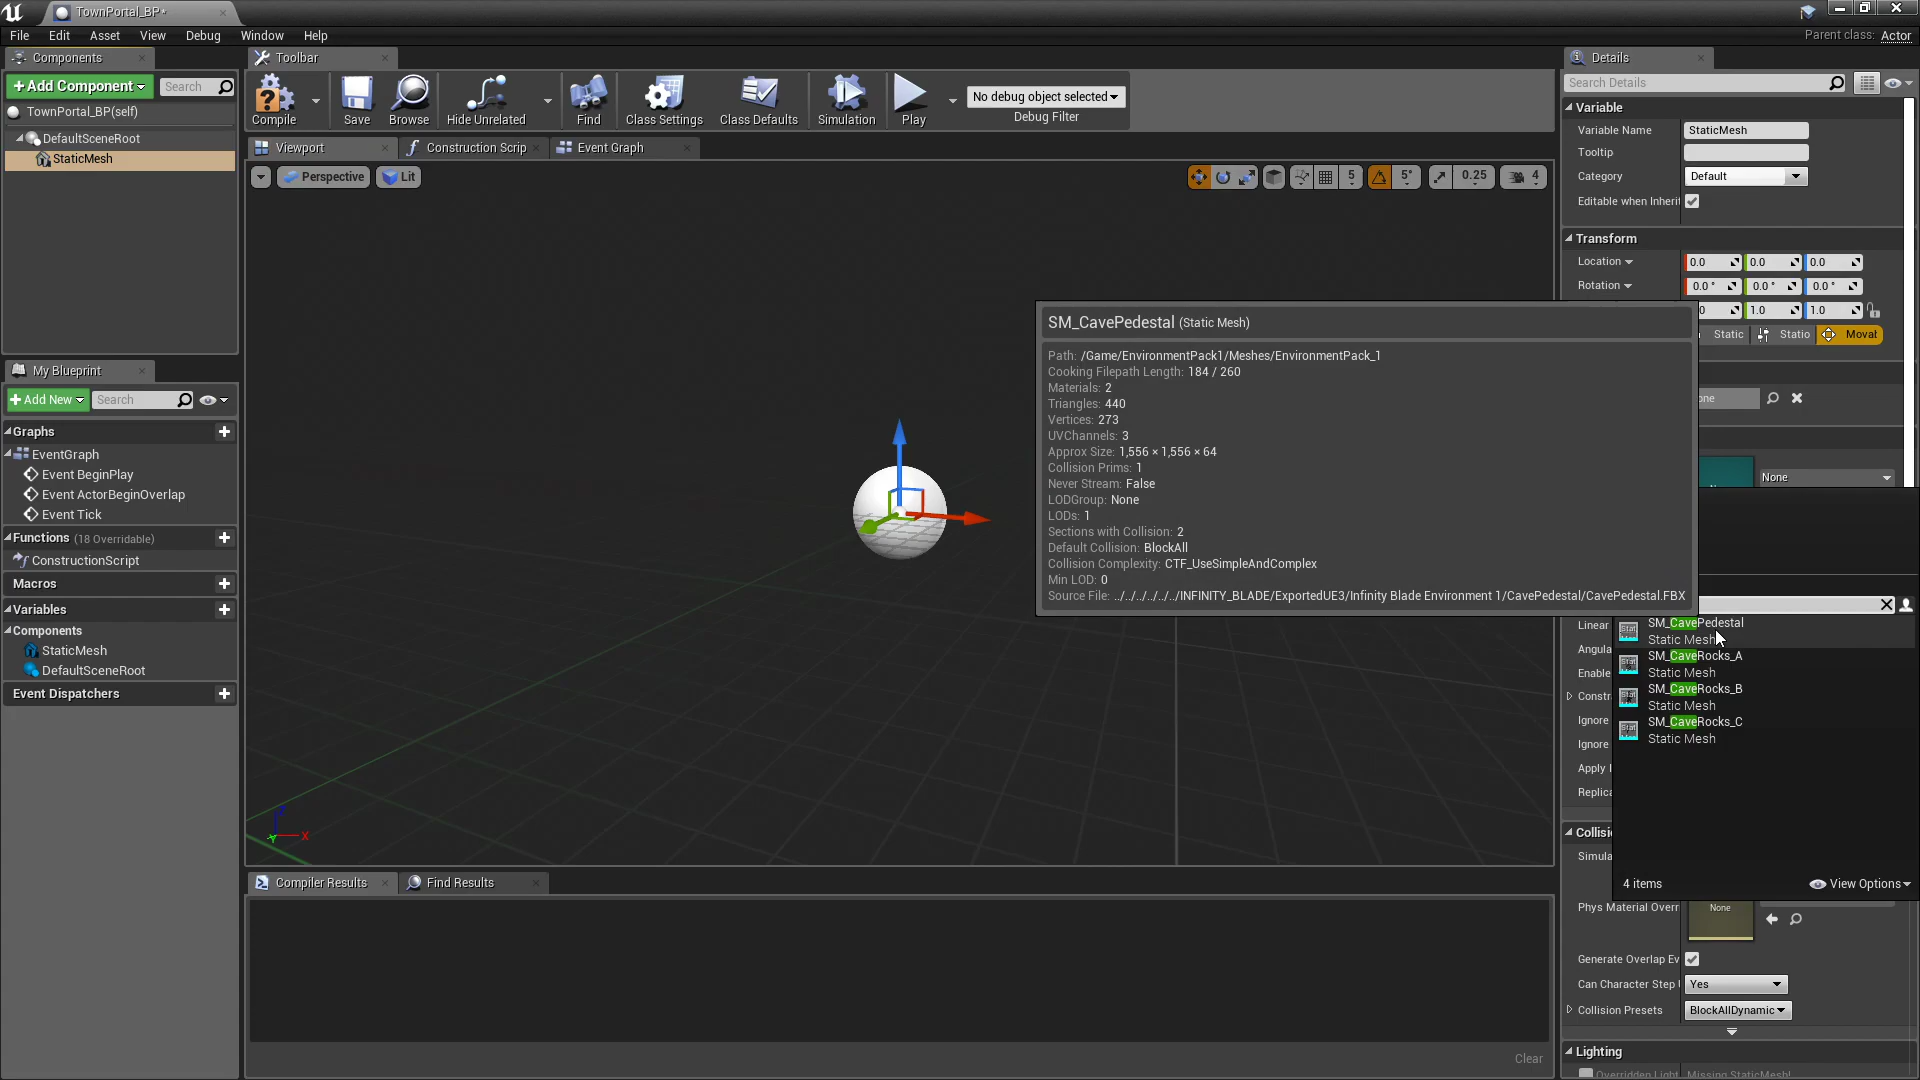 TownPortal_BP*
File Edit Asset View Debug Window Help
Parent class: Actor
Components
Add Component
Search
TownPortal_BP(self)
DefaultSceneRoot
StaticMesh
Toolbar
Compile
Save
Browse
Hide Unrelated
Find
Class Settings
Class Defaults
Simulation
Play
No debug object selected
Debug Filter
Viewport
Construction Scrip
Event Graph
Perspective
Lit
5
5°
0.25
4
My Blueprint
Add New
Search
Graphs
EventGraph
Event BeginPlay
Event ActorBeginOverlap
Event Tick
Functions (18 Overridable)
ConstructionScript
Macros
Variables
Components
StaticMesh
DefaultSceneRoot
Event Dispatchers
X
SM_CavePedestal (Static Mesh)
Path: /Game/EnvironmentPack1/Meshes/EnvironmentPack_1
Cooking Filepath Length: 184 / 260
Materials: 2
Triangles: 440
Vertices: 273
UVChannels: 3
Approx Size: 1,556 × 1,556 × 64
Collision Prims: 1
Never Stream: False
LODGroup: None
LODs: 1
Sections with Collision: 2
Default Collision: BlockAll
Collision Complexity: CTF_UseSimpleAndComplex
Min LOD: 0
Source File: ../../../../../../INFINITY_BLADE/ExportedUE3/Infinity Blade Environment 1/CavePedestal/CavePedestal.FBX
Compiler Results
Find Results
Clear
Details
Search Details
Variable
Variable Name StaticMesh
Tooltip
Category Default
Editable when Inheri
Transform
Location 0.0 0.0 0.0
Rotation 0.0 ° 0.0 ° 0.0 °
0 1.0 1.0
Static Statio Movat
one
None
Linear
Angula
Enable
Constr
Ignore
Ignore
Apply I
Replica
SM_CavePedestal
Static Mesh
SM_CaveRocks_A
Static Mesh
SM_CaveRocks_B
Static Mesh
SM_CaveRocks_C
Static Mesh
4 items
View Options
Collisio
Simula
Phys Material Overr
None
Generate Overlap Ev
Can Character Step Yes
Collision Presets BlockAllDynamic
Lighting
Overridden Light Missing StaticMesh!